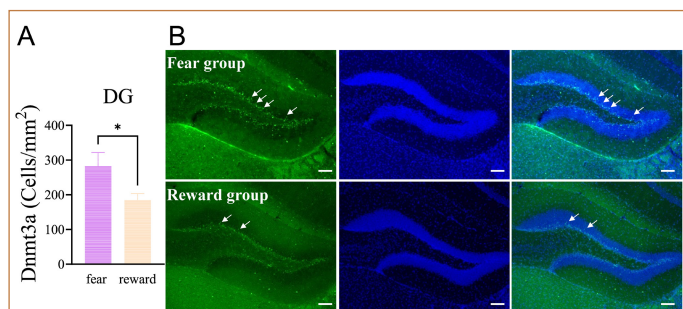 A
DG
*
Dnmt3a (Cells/mm²)
400
300
200
100
0
fear reward
B
Fear group
Reward group